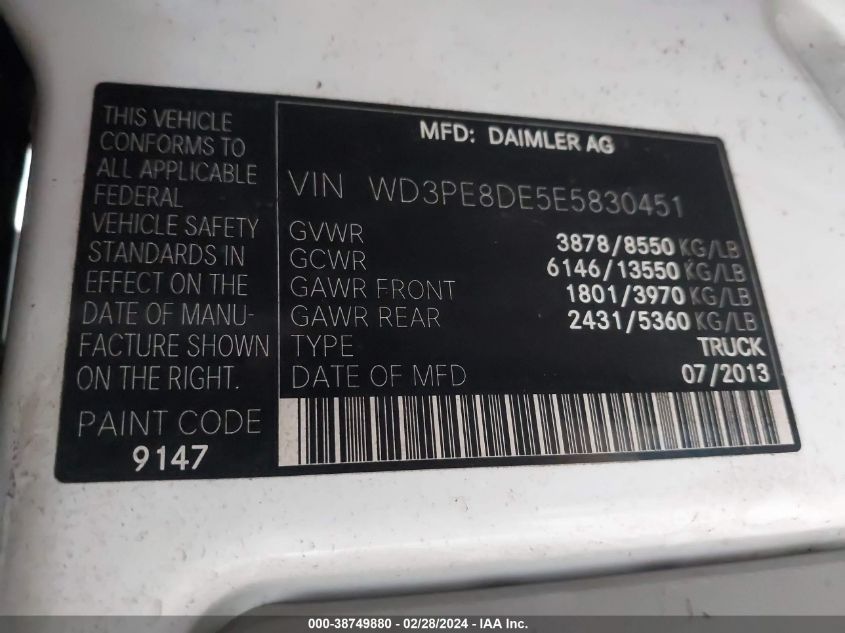 THIS VEHICLE
CONFORMS TO
ALL APPLICABLE
FEDERAL
VEHICLE SAFETY
STANDARDS IN
EFFECT ON THE
DATE OF MANU-
FACTURE SHOWN
ON THE RIGHT.
PAINT CODE
9147
MFD: DAIMLER AG
VIN WD3PE8DE5E5830451
GVWR 3878/8550 KG/LB
GCWR 6146/13550 KG/LB
GAWR FRONT 1801/3970 KG/LB
GAWR REAR 2431/5360 KG/LB
TYPE TRUCK
DATE OF MFD 07/2013
000-38749880 - 02/28/2024 - IAA Inc.